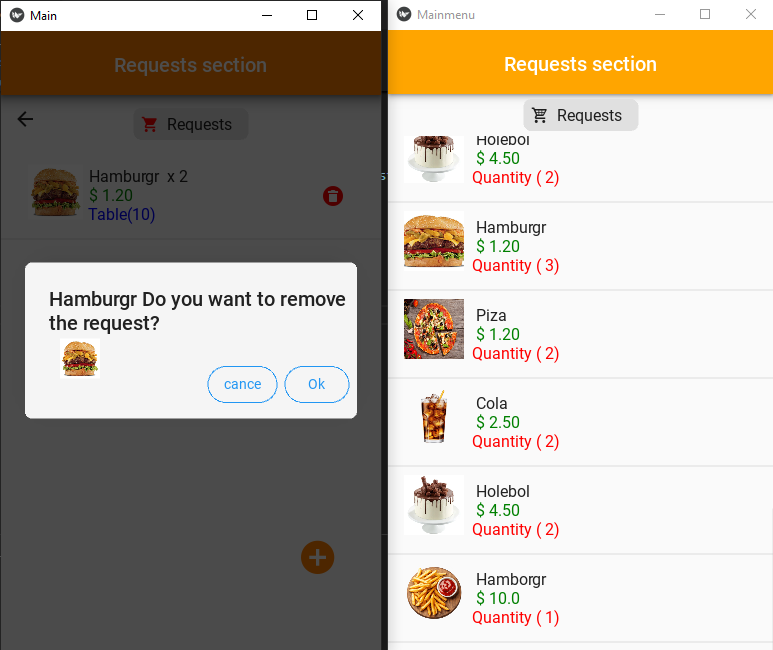 Main
Requests section
Requests
Hamburgr x 2
$ 1.20
Table(10)
Hamburgr Do you want to remove
the request?
cance
Ok
Mainmenu
Requests section
Requests
Holebol
$ 4.50
Quantity ( 2)
Hamburgr
$ 1.20
Quantity ( 3)
Piza
$ 1.20
Quantity ( 2)
Cola
$ 2.50
Quantity ( 2)
Holebol
$ 4.50
Quantity ( 2)
Hamborgr
$ 10.0
Quantity ( 1)